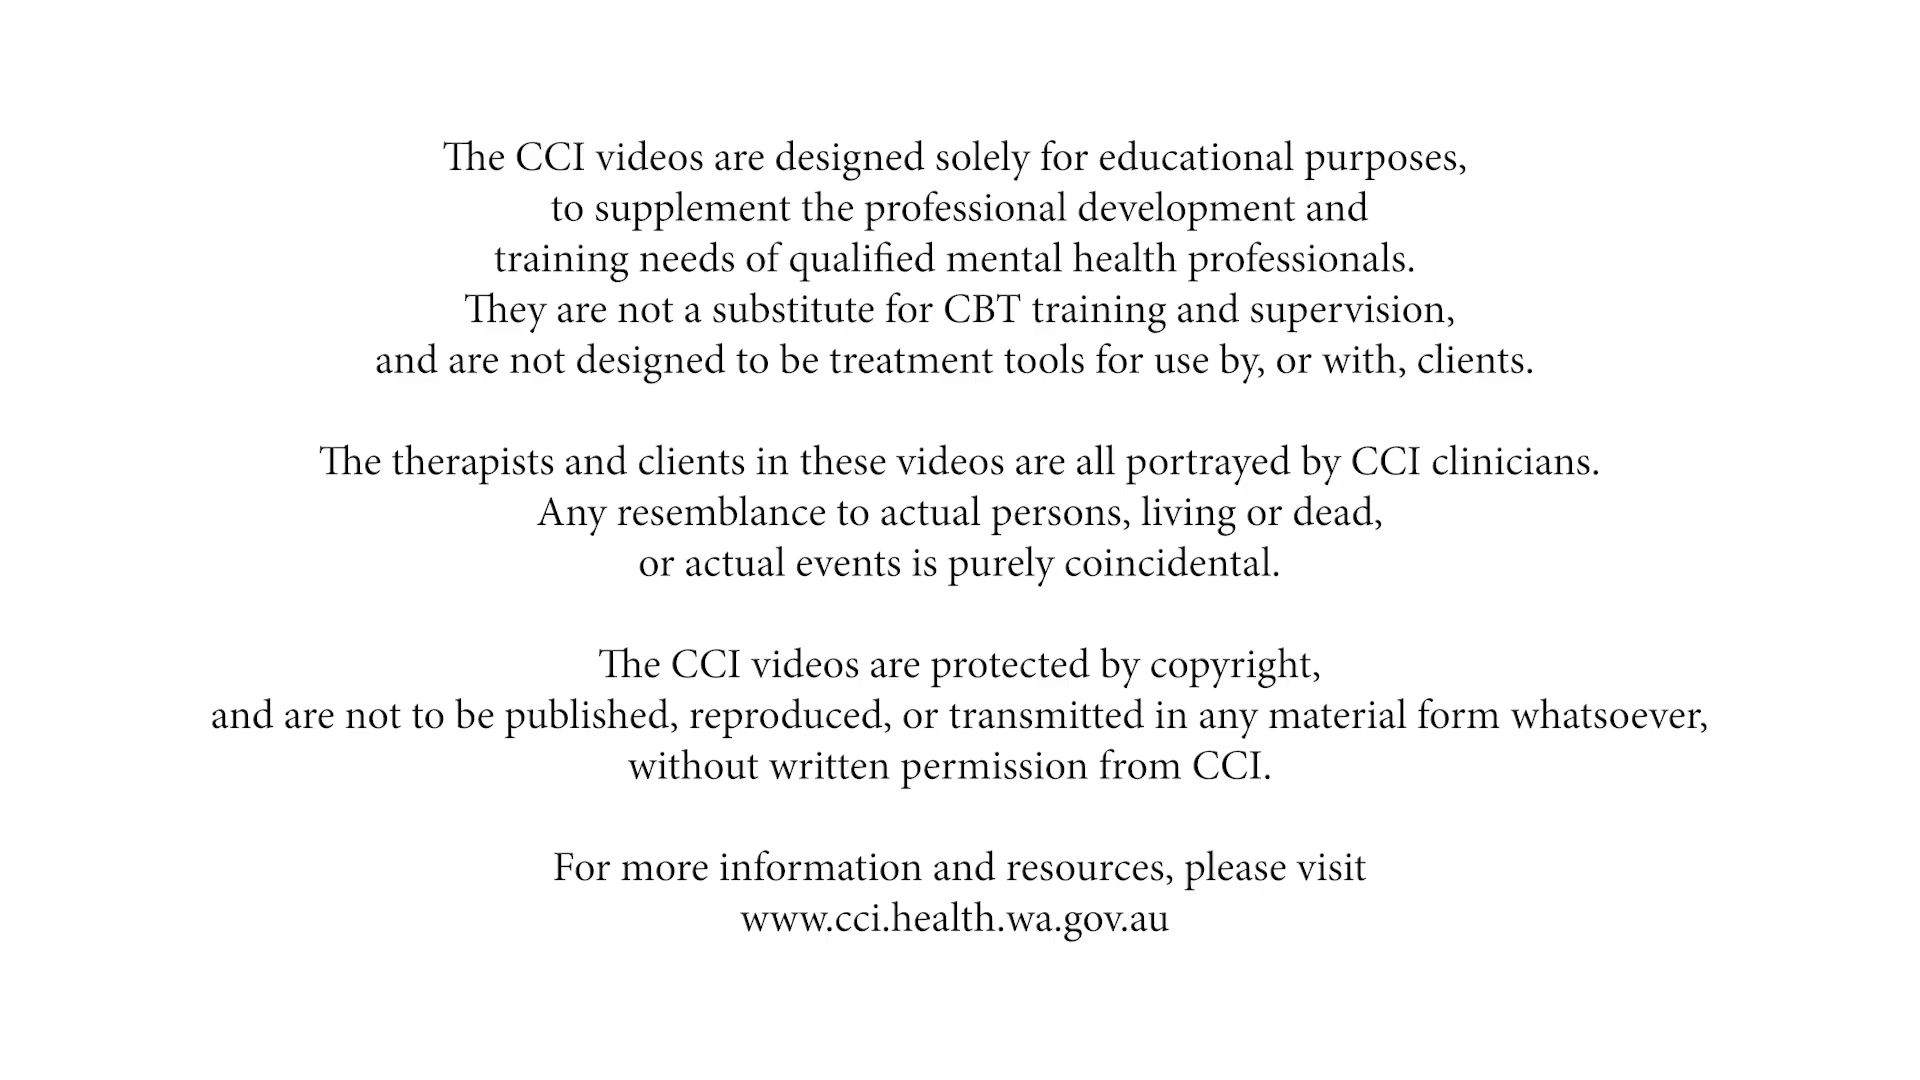 The CCI videos are designed solely for educational purposes,
to supplement the professional development and
training needs of qualified mental health professionals.
They are not a substitute for CBT training and supervision,
and are not designed to be treatment tools for use by, or with, clients.
The therapists and clients in these videos are all portrayed by CCI clinicians.
Any resemblance to actual persons, living or dead,
or actual events is purely coincidental.
The CCI videos are protected by copyright,
and are not to be published, reproduced, or transmitted in any material form whatsoever,
without written permission from CCI.
For more information and resources, please visit
www.cci.health.wa.gov.au